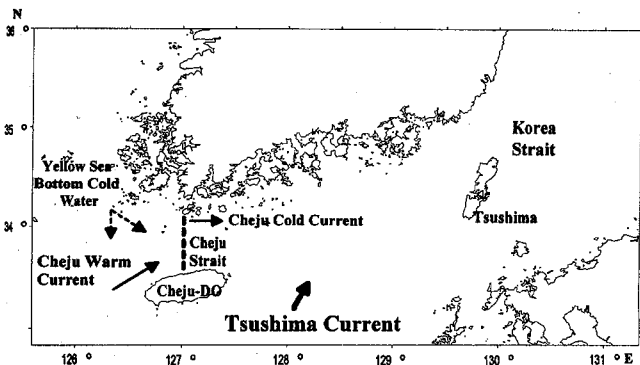 N
36 °
35 °
34 °
Korea
Strait
Yellow Sea
Bottom Cold
Water
Tsushima
Cheju Cold Current
Cheju
Strait
Cheju Warm
Current
Cheju-DO
Tsushima Current
126 °
127 °
128 °
129 °
130 °
131 ° E